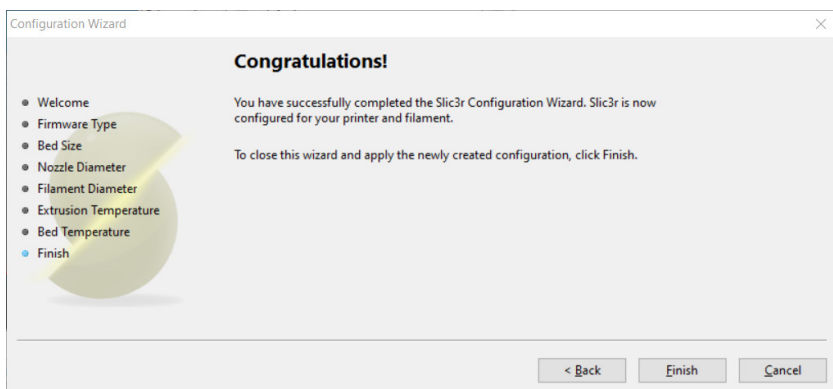 Configuration Wizard
Congratulations!
Welcome
Firmware Type
Bed Size
Nozzle Diameter
Filament Diameter
Extrusion Temperature
Bed Temperature
Finish
You have successfully completed the Slic3r Configuration Wizard. Slic3r is now
configured for your printer and filament.
To close this wizard and apply the newly created configuration, click Finish.
< Back
Finish
Cancel